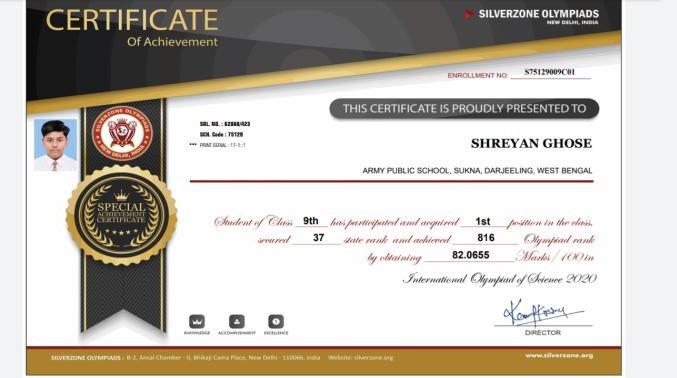 CERTIFICATE
Of Achievement
SILVERZONE OLYMPIADS
NEW DELHI, INDIA
ENROLLMENT NO: S75129009C01
THIS CERTIFICATE IS PROUDLY PRESENTED TO
SRL. NO. : 62988/423
SCH. Code : 75129
*** PRINT SERIAL : 17-1::1
SHREYAN GHOSE
ARMY PUBLIC SCHOOL, SUKNA, DARJEELING, WEST BENGAL
SILVERZONE OLYMPIADS
NEW DELHI, INDIA
SPECIAL
ACHIEVEMENT
CERTIFICATE
Student of Class 9th has participated and acquired 1st position in the class,
secured 37 state rank and achieved 816 Olympiad rank
by obtaining 82.0655 Marks / 100 in
International Olympiad of Science 2020
KNOWLEDGE ACCOMPLISHMENT EXCELLENCE
DIRECTOR
SILVERZONE OLYMPIADS : B-2, Ansal Chamber - II, Bhikaji Cama Place, New Delhi - 110066, India Website: silverzone.org
www.silverzone.org